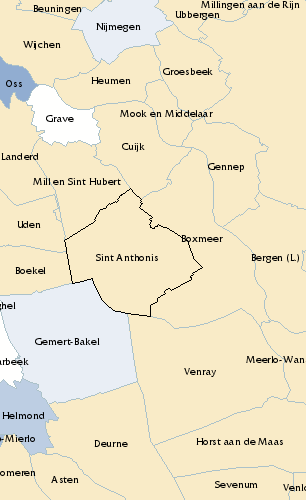 Beuningen
Millingen aan de Rijn
Ubbergen
Nijmegen
Wijchen
Groesbeek
Heumen
Oss
Grave
Mook en Middelaar
Cuijk
Landerd
Gennep
Mill en Sint Hubert
Uden
Boxmeer
Sint Anthonis
Bergen (L)
Boekel
ghel
Gemert-Bakel
arbeek
Meerlo-Wan
Venray
Helmond
o-Mierlo
Deurne
Horst aan de Maas
omeren
Asten
Sevenum
Venlo